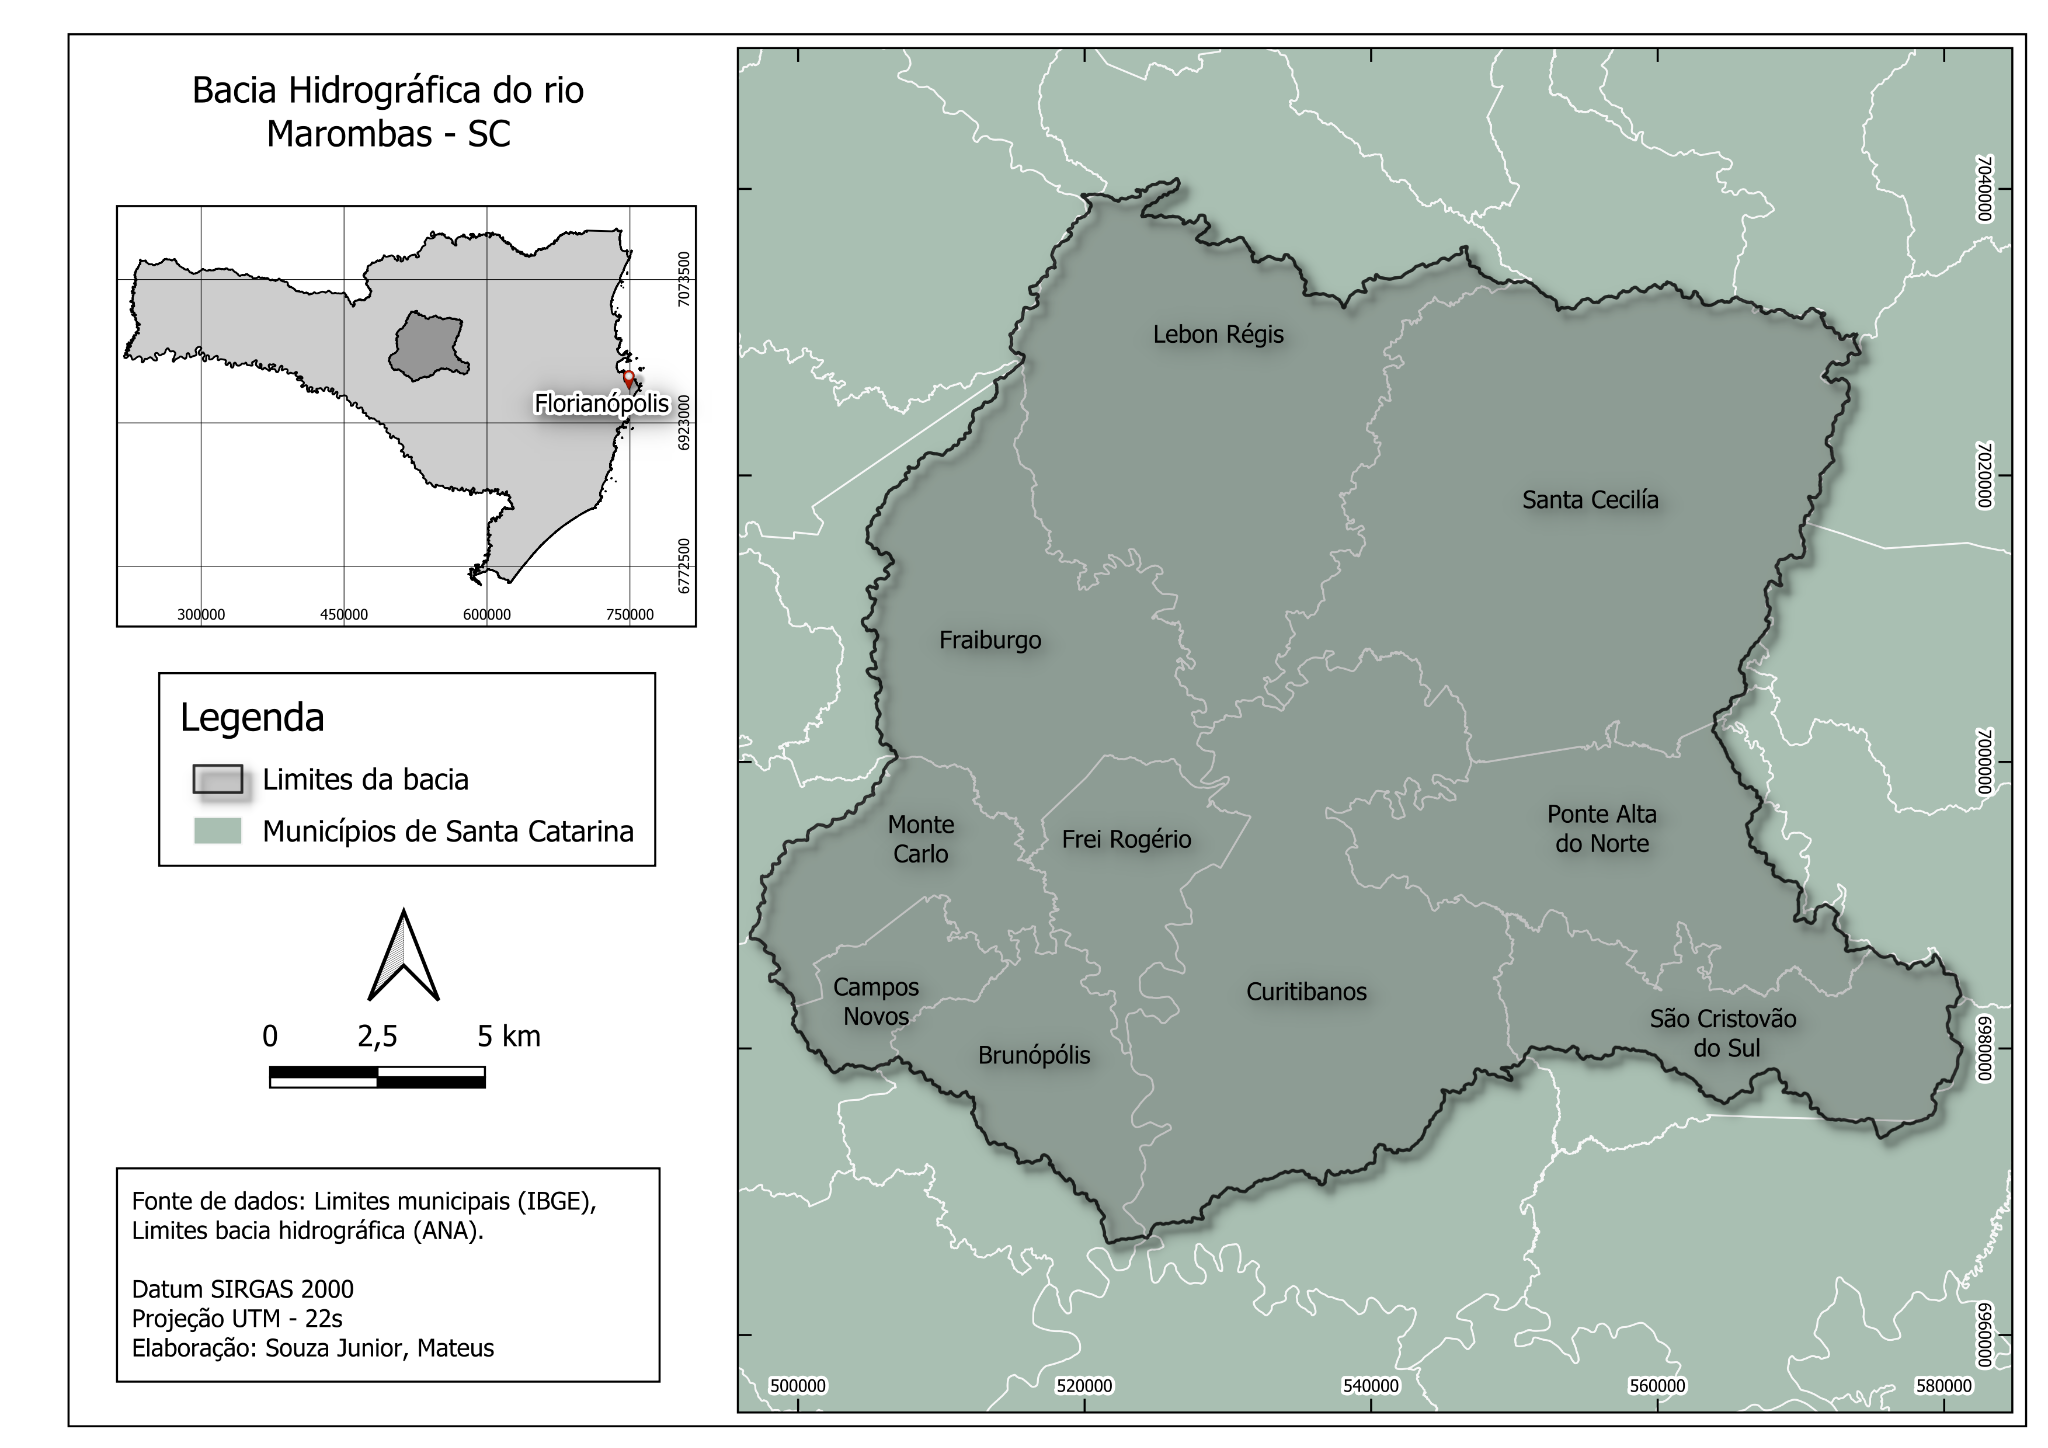 Bacia Hidrográfica do rio
Marombas - SC
7073500
6923000
6772500
Florianópolis
300000
450000
600000
750000
Legenda
Limites da bacia
Municípios de Santa Catarina
0
2,5
5 km
Fonte de dados: Limites municipais (IBGE),
Limites bacia hidrográfica (ANA).
Datum SIRGAS 2000
Projeção UTM - 22s
Elaboração: Souza Junior, Mateus
Lebon Régis
Santa Cecilía
Fraiburgo
Monte
Carlo
Frei Rogério
Ponte Alta
do Norte
Campos
Novos
Curitibanos
Brunópólis
São Cristovão
do Sul
7040000
7020000
7000000
6980000
6960000
500000
520000
540000
560000
580000